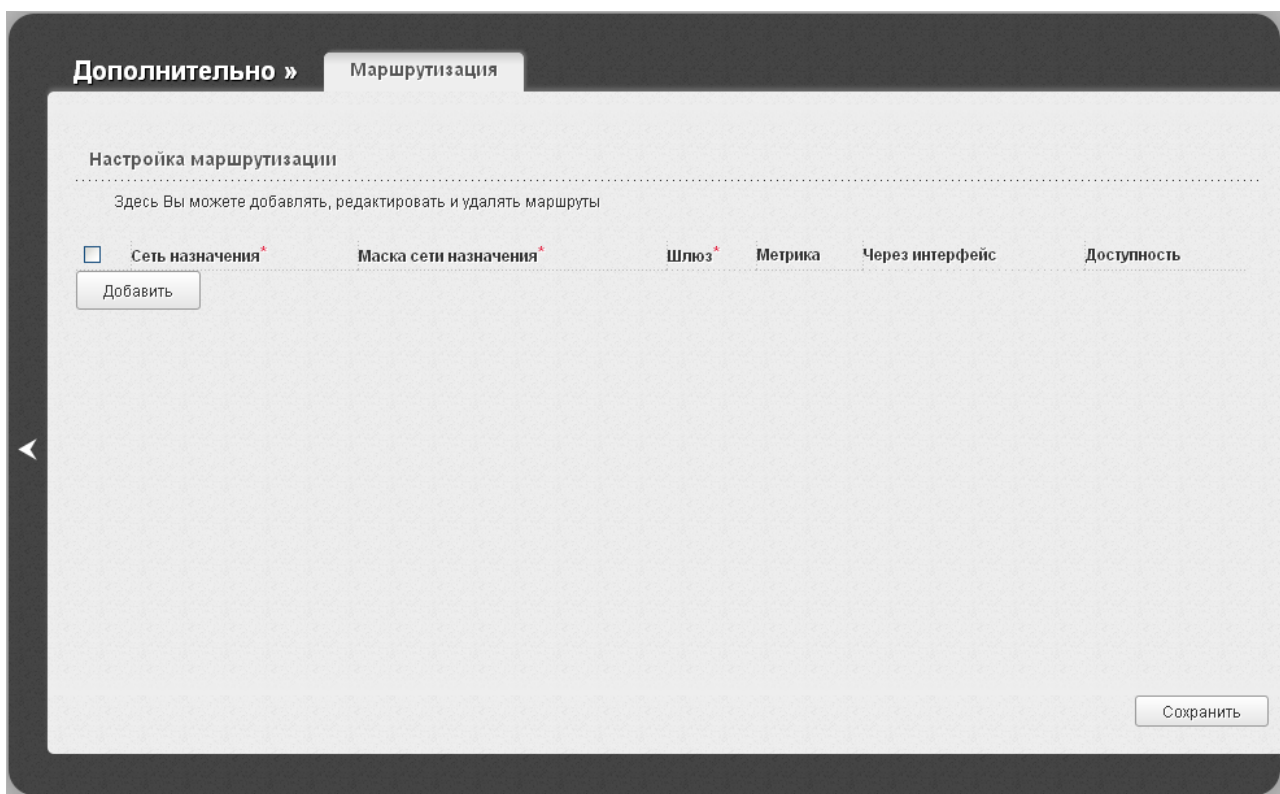 Дополнительно » Маршрутизация
Настройка маршрутизации
Здесь Вы можете добавлять, редактировать и удалять маршруты
Сеть назначения* Маска сети назначения* Шлюз* Метрика Через интерфейс Доступность
Добавить
Сохранить